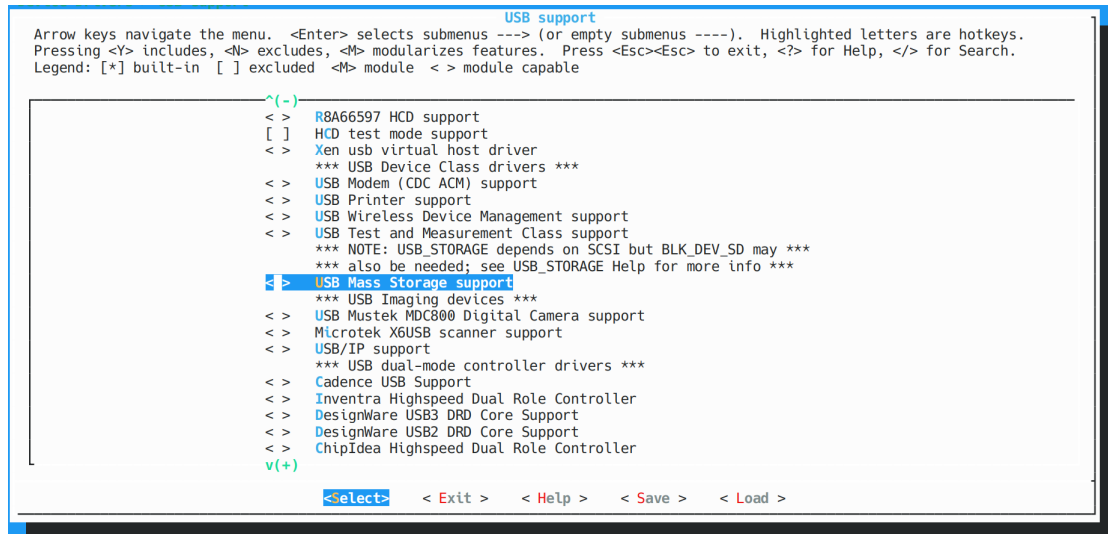 USB support
Arrow keys navigate the menu.  <Enter> selects submenus ---> (or empty submenus ----).  Highlighted letters are hotkeys.
Pressing <Y> includes, <N> excludes, <M> modularizes features.  Press <Esc><Esc> to exit, <?> for Help, </> for Search.
Legend: [*] built-in  [ ] excluded  <M> module  < > module capable
^(-)
< >   R8A66597 HCD support
[ ]   HCD test mode support
< >   Xen usb virtual host driver
*** USB Device Class drivers ***
< >   USB Modem (CDC ACM) support
< >   USB Printer support
< >   USB Wireless Device Management support
< >   USB Test and Measurement Class support
*** NOTE: USB_STORAGE depends on SCSI but BLK_DEV_SD may ***
*** also be needed; see USB_STORAGE Help for more info ***
< >   USB Mass Storage support
*** USB Imaging devices ***
< >   USB Mustek MDC800 Digital Camera support
< >   Microtek X6USB scanner support
< >   USB/IP support
*** USB dual-mode controller drivers ***
< >   Cadence USB Support
< >   Inventra Highspeed Dual Role Controller
< >   DesignWare USB3 DRD Core Support
< >   DesignWare USB2 DRD Core Support
< >   ChipIdea Highspeed Dual Role Controller
v(+)
<Select>    < Exit >    < Help >    < Save >    < Load >